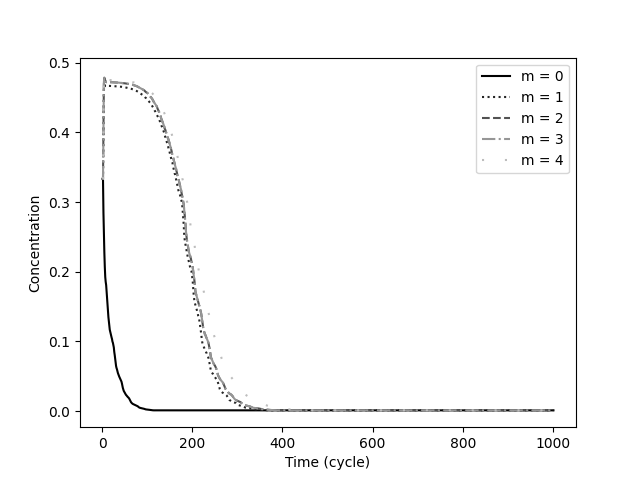 0.5
0.4
0.3
0.2
0.1
0.0
Concentration
0
200
400
600
800
1000
Time (cycle)
m = 0
m = 1
m = 2
m = 3
m = 4